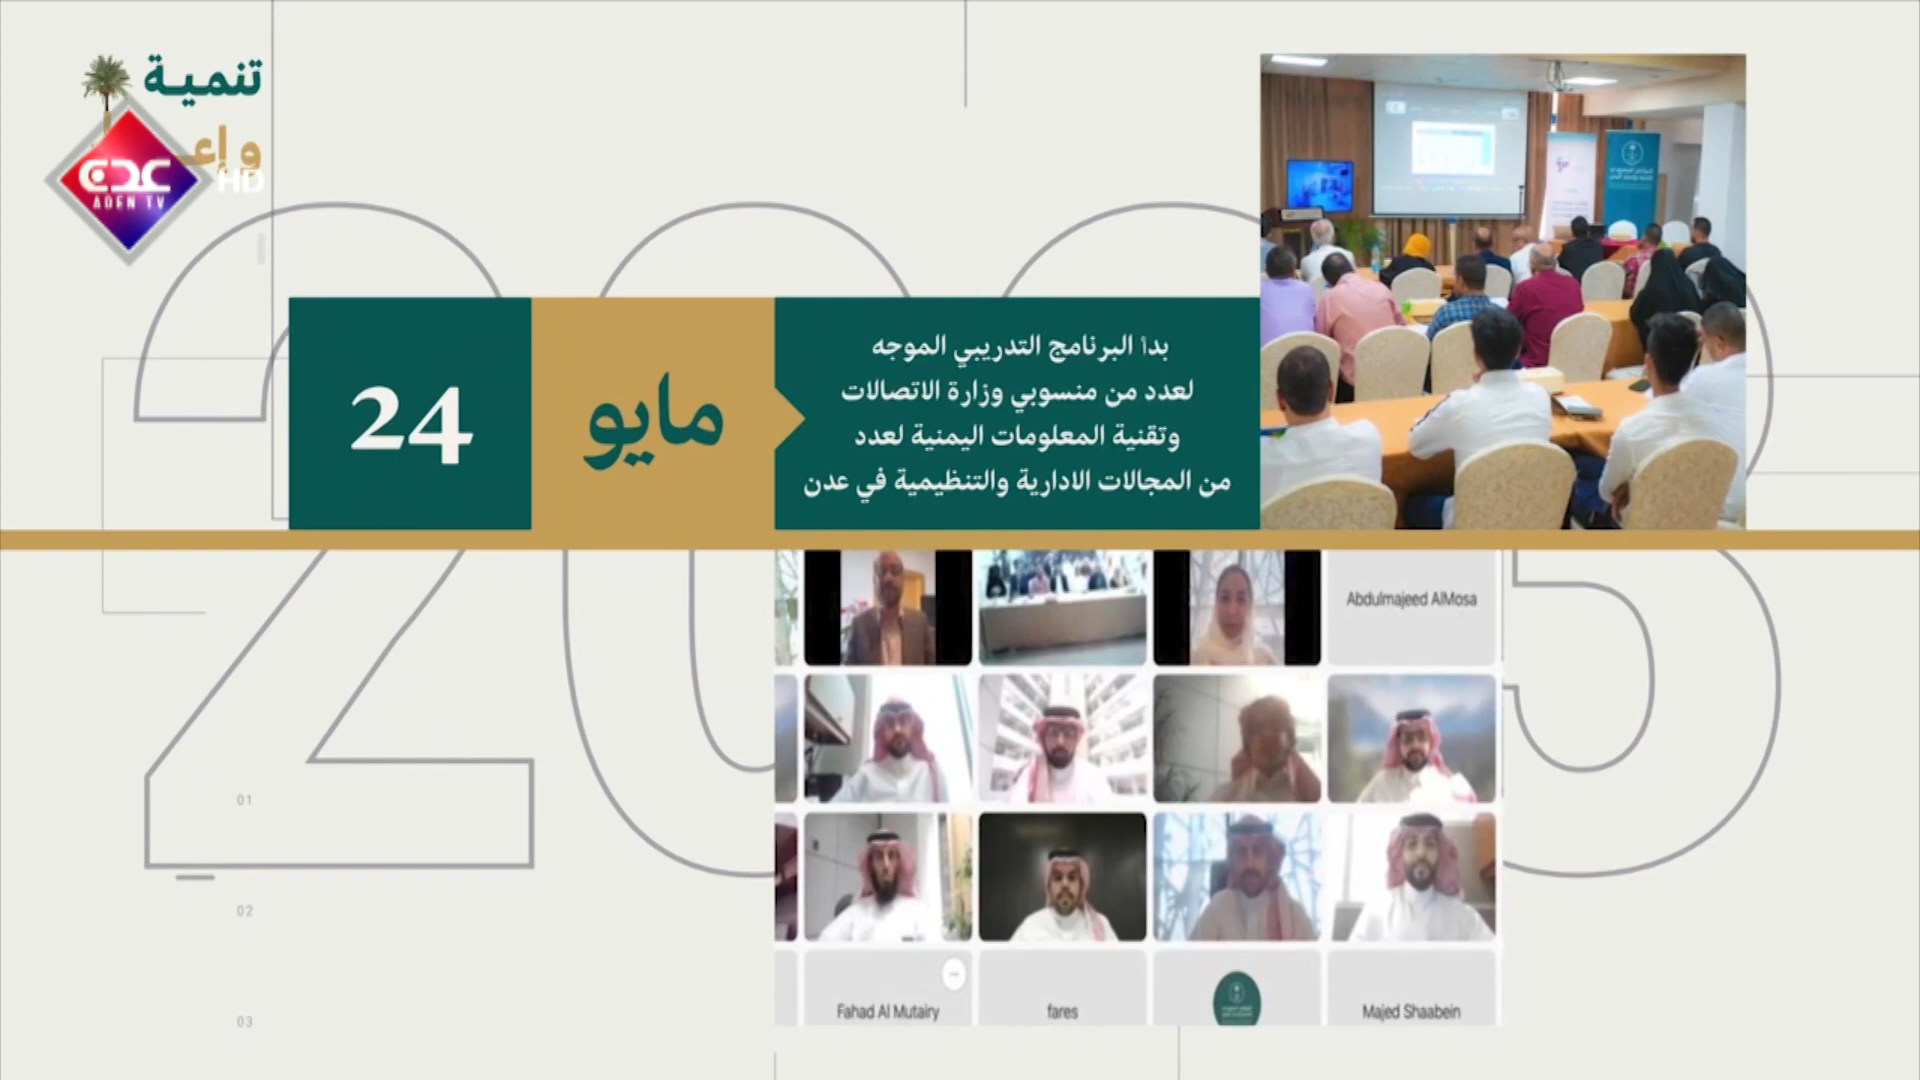 تنمية
و إعـ
عدن
HD
ADEN TV
24
مايو
بدأ البرنامج التدريبي الموجه
لعدد من منسوبي وزارة الاتصالات
وتقنية المعلومات اليمنية لعدد
من المجالات الادارية والتنظيمية في عدن
Abdulmajeed AlMosa
Fahad Al Mutairy
fares
Majed Shaabein
01
02
03